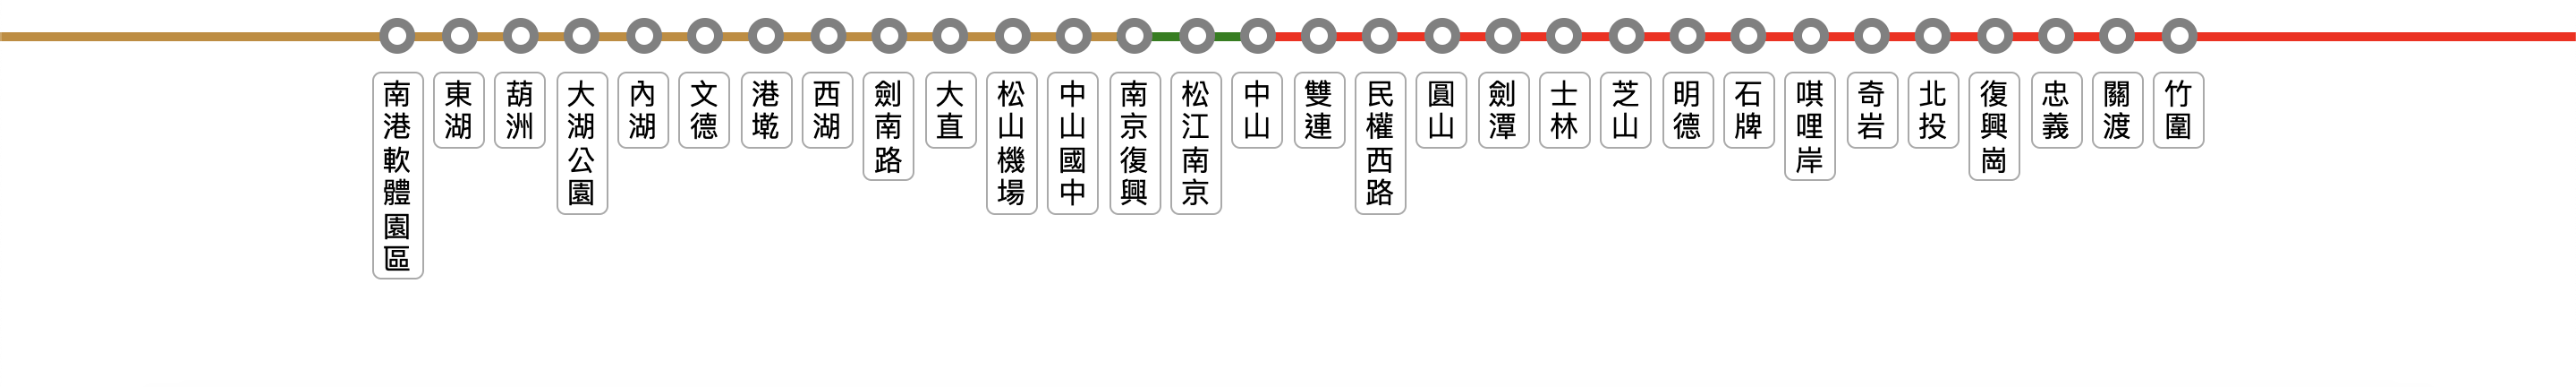 南港軟體園區
東湖
葫洲
大湖公園
內湖
文德
港墘
西湖
劍南路
大直
松山機場
中山國中
南京復興
松江南京
中山
雙連
民權西路
圓山
劍潭
士林
芝山
明德
石牌
唭哩岸
奇岩
北投
復興崗
忠義
關渡
竹圍